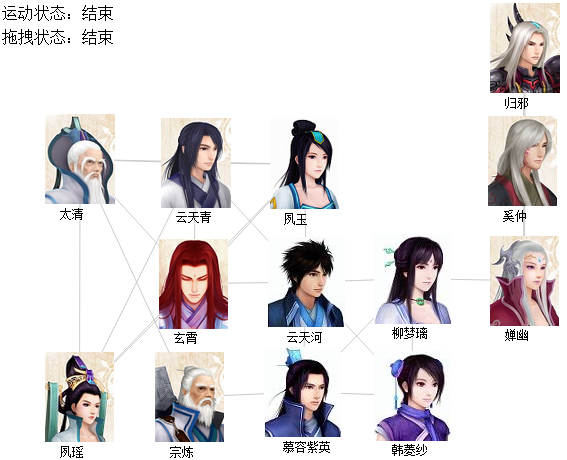 运动状态：结束
拖拽状态：结束
归邪
太清
云天青
夙玉
奚仲
玄霄
云天河
柳梦璃
婵幽
夙瑶
宗炼
慕容紫英
韩菱纱